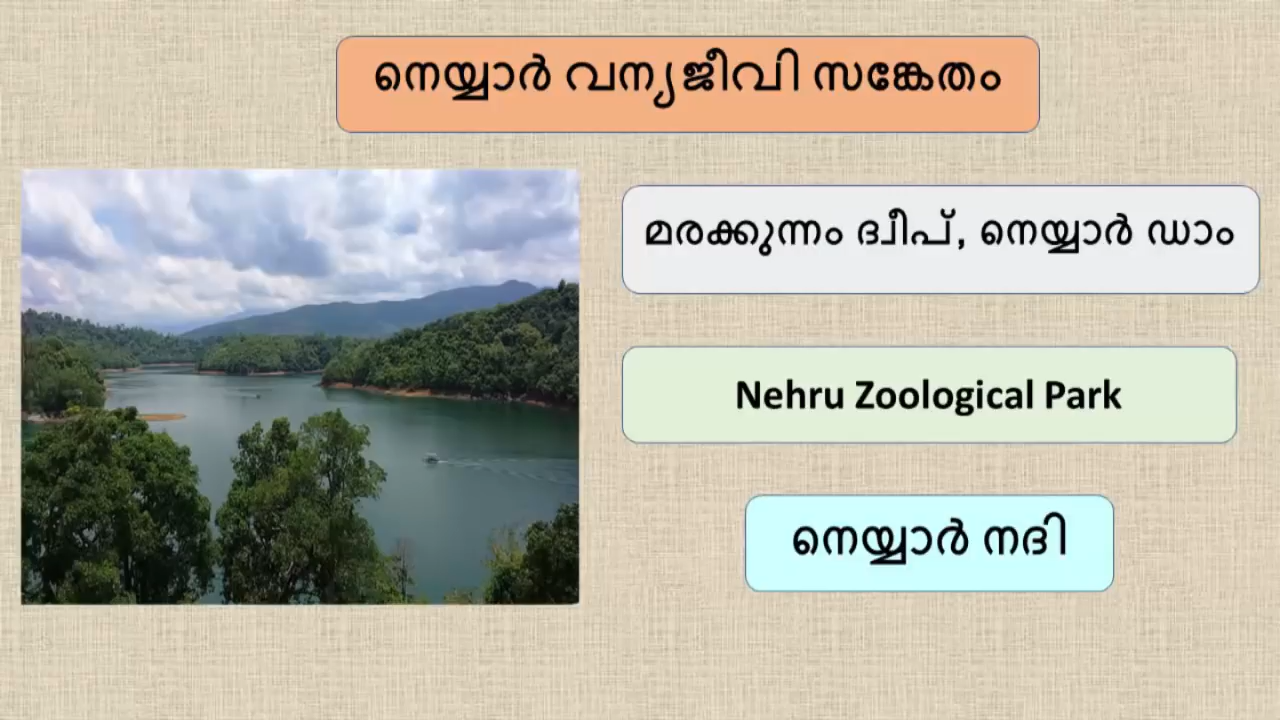 നെയ്യാർ വന്യജീവി സങ്കേതം
മരക്കുന്നം ദ്വീപ്, നെയ്യാർ ഡാം
Nehru Zoological Park
നെയ്യാർ നദി